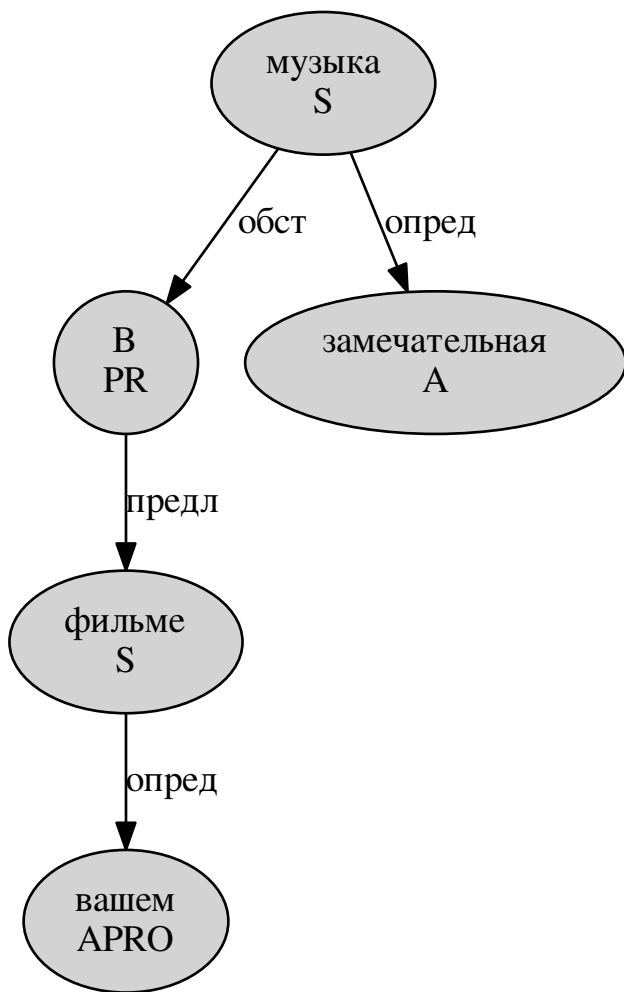 музыка
S
обст
опред
В
PR
замечательная
A
предл
фильме
S
опред
вашем
APRO